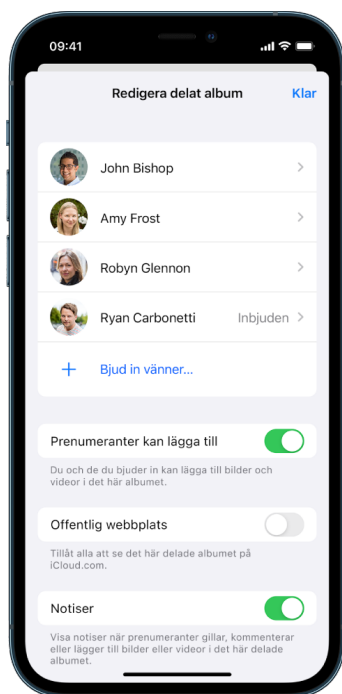 09:41
Redigera delat album Klar
John Bishop
Amy Frost
Robyn Glennon
Ryan Carbonetti Inbjuden
Bjud in vänner...
Prenumeranter kan lägga till
Du och de du bjuder in kan lägga till bilder och
videor i det här albumet.
Offentlig webbplats
Tillåt alla att se det här delade albumet på
iCloud.com.
Notiser
Visa notiser när prenumeranter gillar, kommenterar
eller lägger till bilder eller videor i det här delade
albumet.